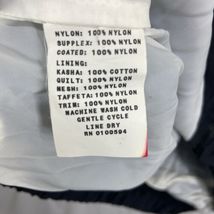 NYLON: 100% NYLON
SUPPLEX: 100% NYLON
COATED: 100% NYLON
LINING:
KASHA: 100% COTTON
QUILT: 100% NYLON
MESH: 100% NYLON
TAFFETA: 100% NYLON
TRIM: 100% NYLON
MACHINE WASH COLD
GENTLE CYCLE
LINE DRY
RN 0109594